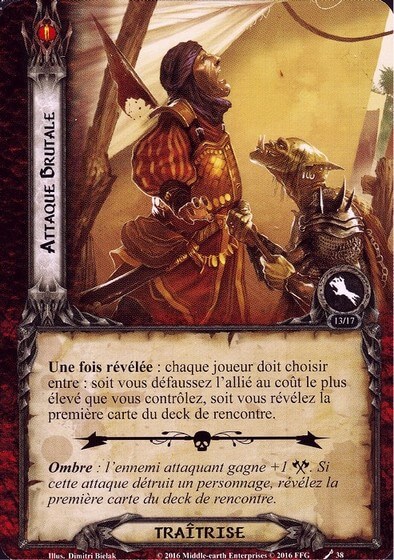 ATTAQUE BRUTALE
13/17
Une fois révélée : chaque joueur doit choisir
entre : soit vous défaussez l'allié au coût le plus
élevé que vous contrôlez, soit vous révélez la
première carte du deck de rencontre.
Ombre : l'ennemi attaquant gagne +1 . Si
cette attaque détruit un personnage, révélez la
première carte du deck de rencontre.
TRAÎTRISE
Illus. Dimitri Bielak
© 2016 Middle-earth Enterprises © 2016 FFG
38